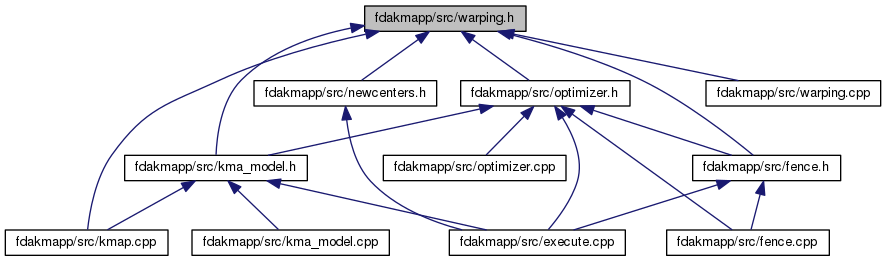 fdakmapp/src/warping.h
fdakmapp/src/newcenters.h
fdakmapp/src/optimizer.h
fdakmapp/src/warping.cpp
fdakmapp/src/kma_model.h
fdakmapp/src/optimizer.cpp
fdakmapp/src/fence.h
fdakmapp/src/kmap.cpp
fdakmapp/src/kma_model.cpp
fdakmapp/src/execute.cpp
fdakmapp/src/fence.cpp